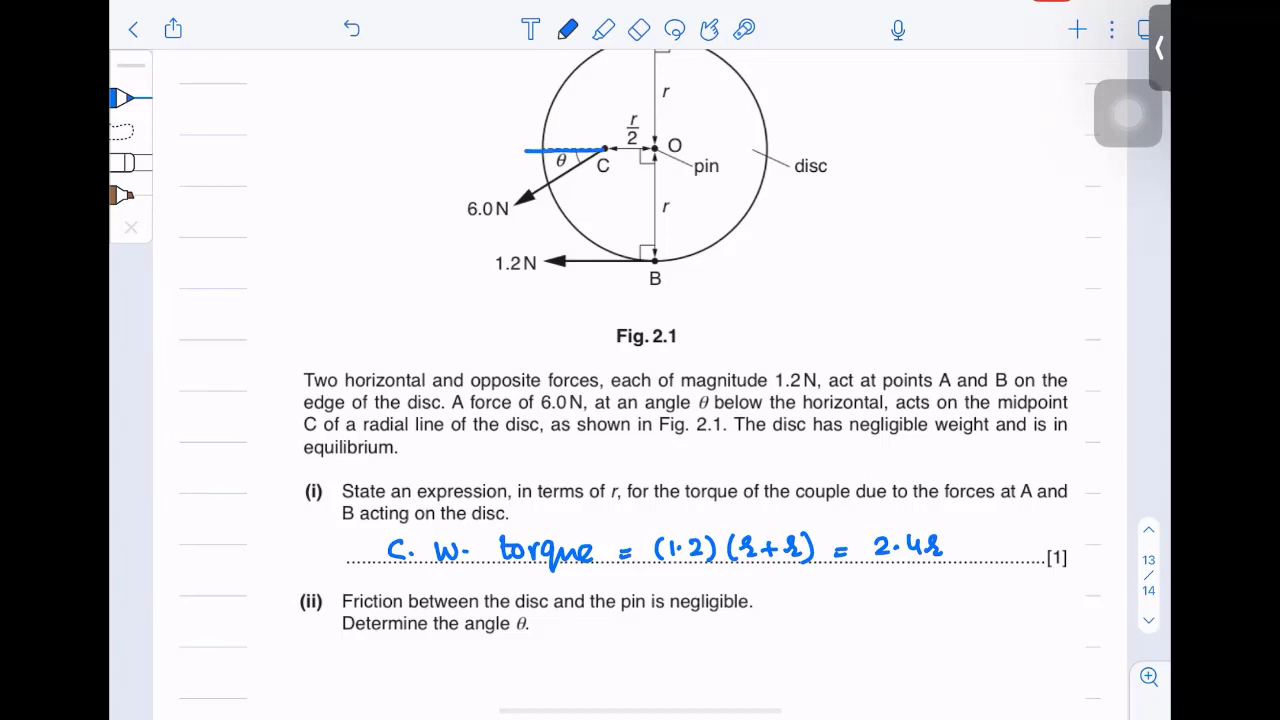 r
r
2
O
θ
C
pin
disc
6.0 N
r
1.2 N
B
Fig. 2.1
Two horizontal and opposite forces, each of magnitude 1.2 N, act at points A and B on the
edge of the disc. A force of 6.0 N, at an angle θ below the horizontal, acts on the midpoint
C of a radial line of the disc, as shown in Fig. 2.1. The disc has negligible weight and is in
equilibrium.
(i) State an expression, in terms of r, for the torque of the couple due to the forces at A and
B acting on the disc.
C. W. torque = (1.2) (r+r) = 2.4r
[1]
(ii) Friction between the disc and the pin is negligible.
Determine the angle θ.
T
13
/
14